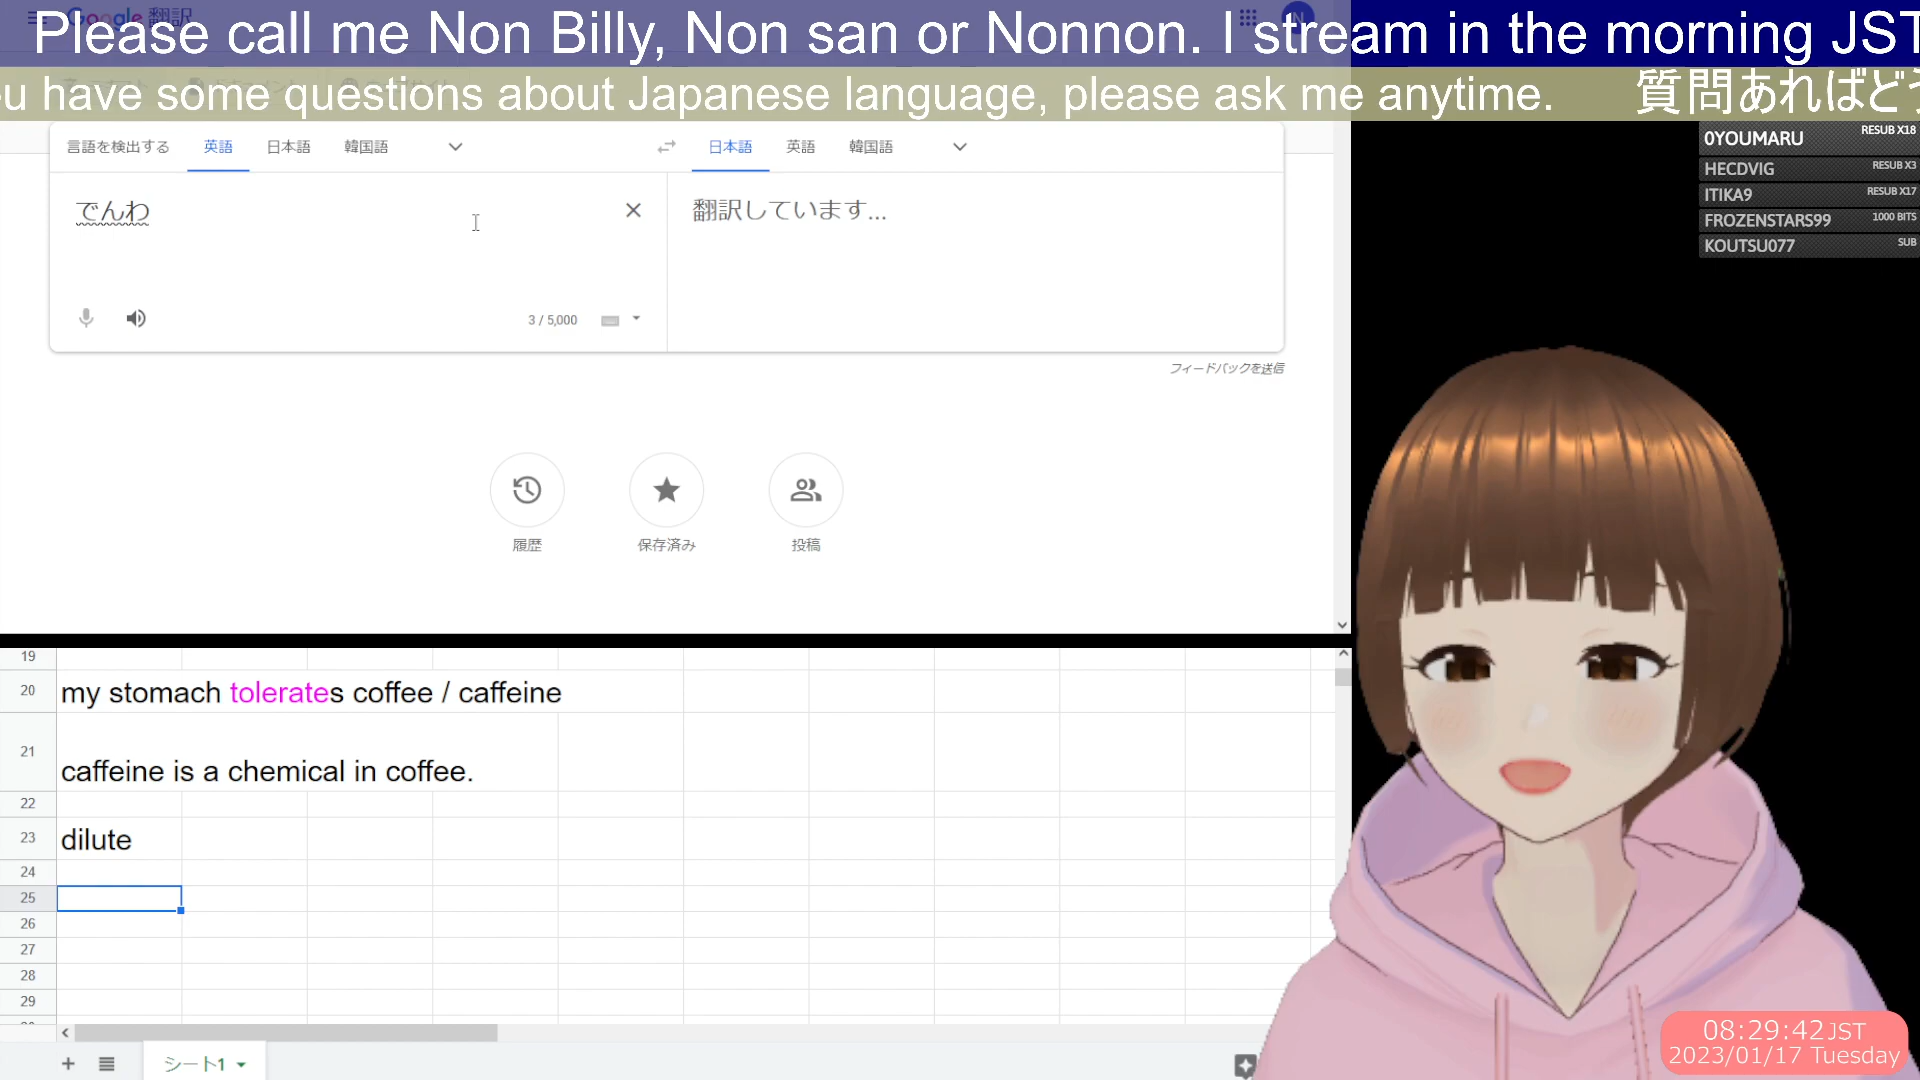 Google 翻訳
Please call me Non Billy, Non san or Nonnon. I stream in the morning JST
u have some questions about Japanese language, please ask me anytime. 質問あればどう
言語を検出する 英語 日本語 韓国語 日本語 英語 韓国語
でんわ
翻訳しています...
3 / 5,000
フィードバックを送信
履歴 保存済み 投稿
0YOUMARU RESUB X18
HECDVIG RESUB X3
ITIKA9 RESUB X17
FROZENSTARS99 1000 BITS
KOUTSU077 SUB
19
20 my stomach tolerates coffee / caffeine
21 caffeine is a chemical in coffee.
22
23 dilute
24
25
26
27
28
29
シート1
08:29:42JST
2023/01/17 Tuesday